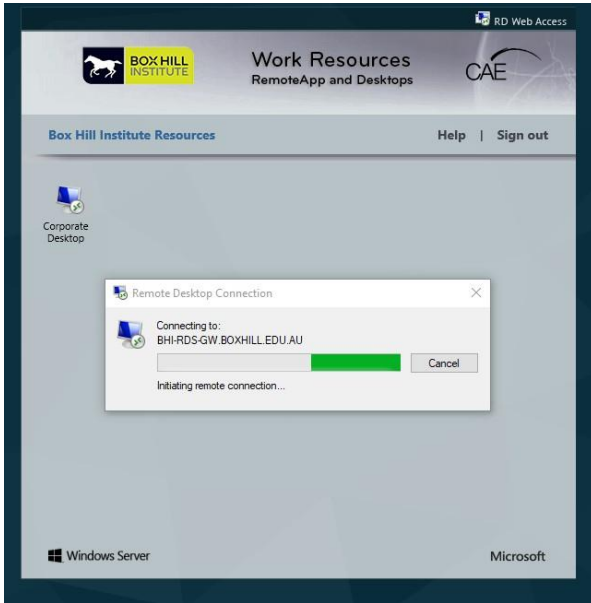 RD Web Access
BOX HILL
INSTITUTE
Work Resources
RemoteApp and Desktops
CAE
Box Hill Institute Resources
Help | Sign out
Corporate
Desktop
Remote Desktop Connection
Connecting to:
BHI-RDS-GW.BOXHILL.EDU.AU
Cancel
Initiating remote connection...
Windows Server
Microsoft